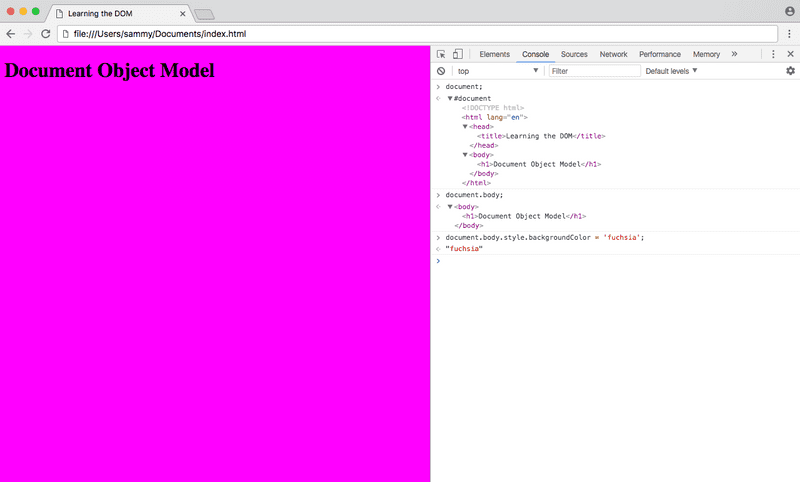 Learning the DOM
file:///Users/sammy/Documents/index.html
Document Object Model
Elements Console Sources Network Performance Memory
top Filter Default levels
document;
#document
<!DOCTYPE html>
<html lang="en">
<head>
<title>Learning the DOM</title>
</head>
<body>
<h1>Document Object Model</h1>
</body>
</html>
document.body;
<body>
<h1>Document Object Model</h1>
</body>
document.body.style.backgroundColor = 'fuchsia';
"fuchsia"